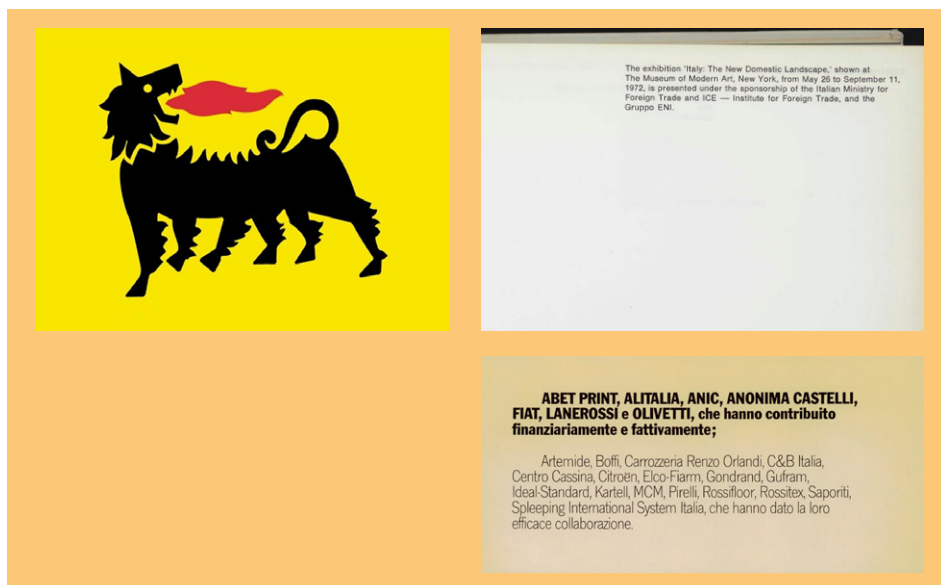 The exhibition 'Italy: The New Domestic Landscape,' shown at
The Museum of Modern Art, New York, from May 26 to September 11,
1972, is presented under the sponsorship of the Italian Ministry for
Foreign Trade and ICE — Institute for Foreign Trade, and the
Gruppo ENI.
ABET PRINT, ALITALIA, ANIC, ANONIMA CASTELLI,
FIAT, LANEROSSI e OLIVETTI, che hanno contribuito
finanziariamente e fattivamente;
Artemide, Boffi, Carrozzeria Renzo Orlandi, C&B Italia,
Centro Cassina, Citroën, Elco-Fiarm, Gondrand, Gufram,
Ideal-Standard, Kartell, MCM, Pirelli, Rossifloor, Rossitex, Saporiti,
Spleeping International System Italia, che hanno dato la loro
efficace collaborazione.